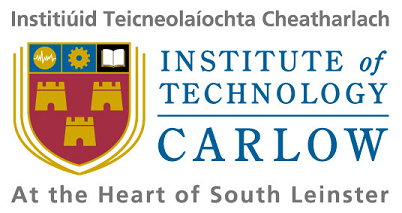 Institiúid Teicneolaíochta Cheatharlach
INSTITUTE of
TECHNOLOGY
CARLOW
At the Heart of South Leinster